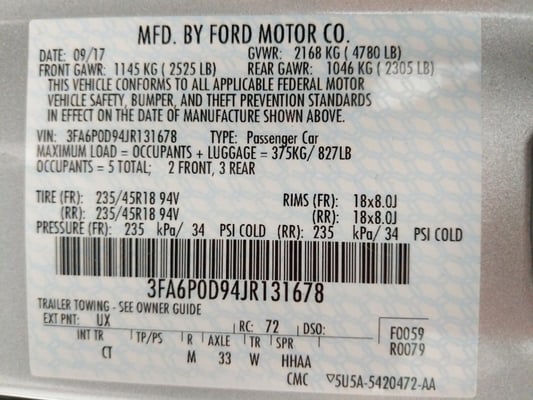 MFD. BY FORD MOTOR CO.
DATE: 09/17 GVWR: 2168 KG ( 4780 LB)
FRONT GAWR: 1145 KG ( 2525 LB) REAR GAWR: 1046 KG ( 2305 LB)
THIS VEHICLE CONFORMS TO ALL APPLICABLE FEDERAL MOTOR
VEHICLE SAFETY, BUMPER, AND THEFT PREVENTION STANDARDS
IN EFFECT ON THE DATE OF MANUFACTURE SHOWN ABOVE.
VIN: 3FA6P0D94JR131678 TYPE: Passenger Car
MAXIMUM LOAD = OCCUPANTS + LUGGAGE = 375KG/ 827LB
OCCUPANTS = 5 TOTAL; 2 FRONT, 3 REAR
TIRE (FR): 235/45R18 94V RIMS (FR): 18x8.0J
(RR): 235/45R18 94V (RR): 18x8.0J
PRESSURE (FR): 235 kPa/ 34 PSI COLD (RR): 235 kPa/ 34 PSI COLD
3FA6P0D94JR131678
TRAILER TOWING - SEE OWNER GUIDE
EXT PNT: UX RC: 72 DSO: F0059
INT TR TP/PS R AXLE TR SPR R0079
CT M 33 W HHAA
CMC ▽5U5A-5420472-AA